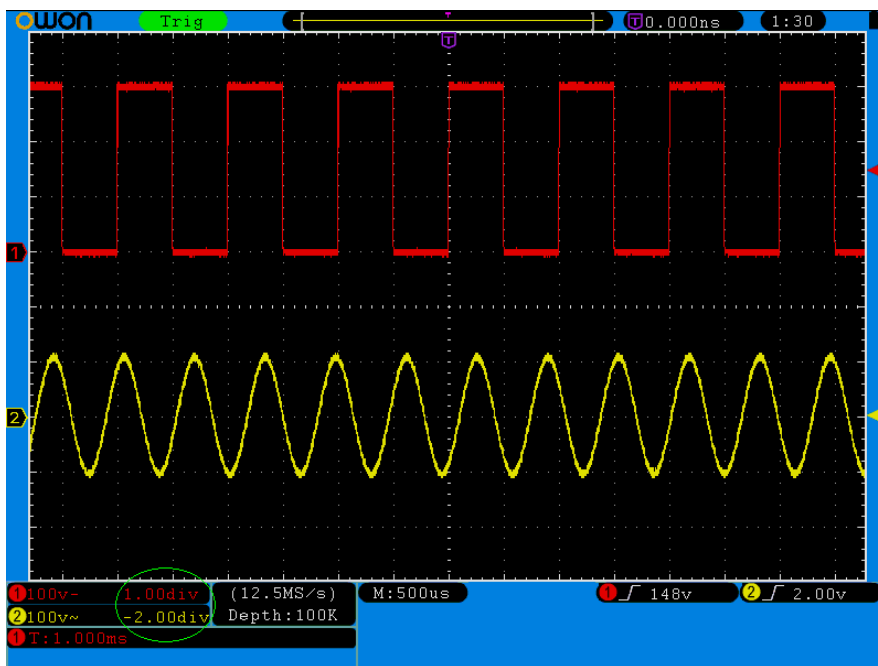 OWON Trig T T 0.000ns 1:30
T
1
2
1 100v- 1.00div (12.5MS/s) M:500us 1 148v 2 2.00v
2 100v~ -2.00div Depth:100K
1 T:1.000ms